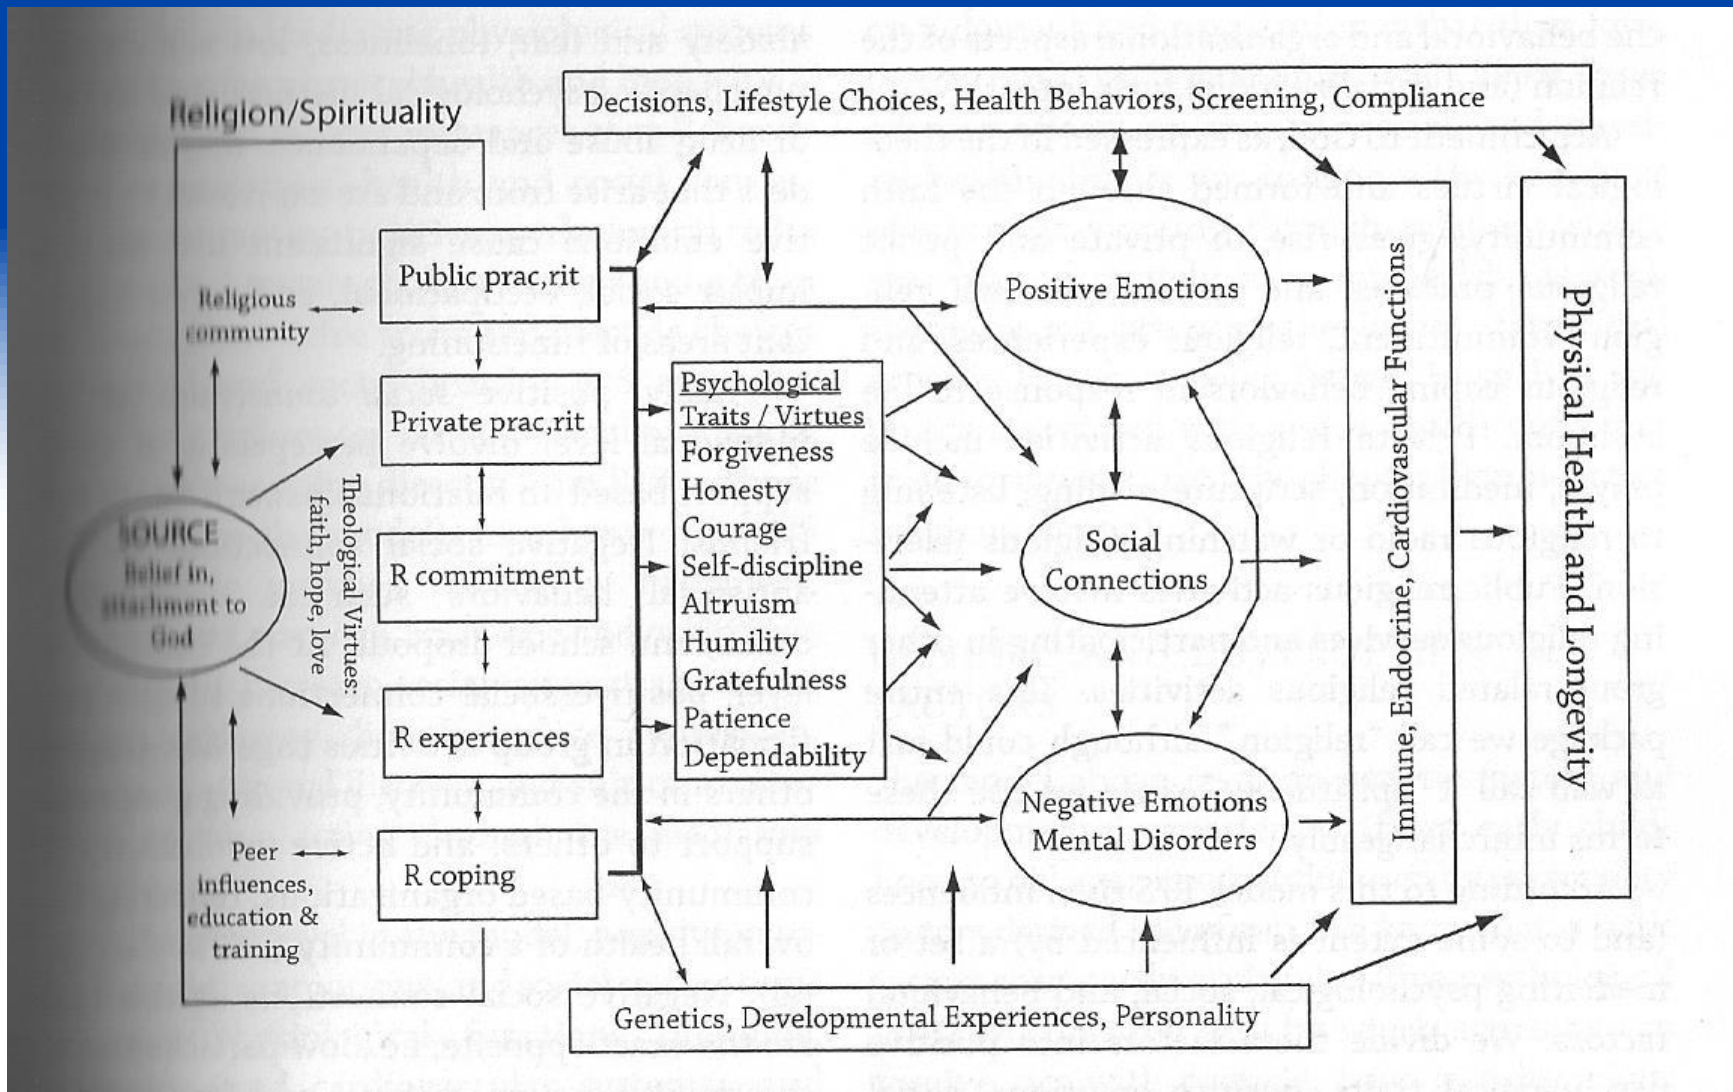 Religion/Spirituality
Decisions, Lifestyle Choices, Health Behaviors, Screening, Compliance
Religious
community
SOURCE
Belief in,
attachment to
God
Theological Virtues:
faith, hope, love
Peer
influences,
education &
training
Public prac,rit
Private prac,rit
R commitment
R experiences
R coping
Psychological
Traits / Virtues
Forgiveness
Honesty
Courage
Self-discipline
Altruism
Humility
Gratefulness
Patience
Dependability
Positive Emotions
Social
Connections
Negative Emotions
Mental Disorders
Immune, Endocrine, Cardiovascular Functions
Physical Health and Longevity
Genetics, Developmental Experiences, Personality